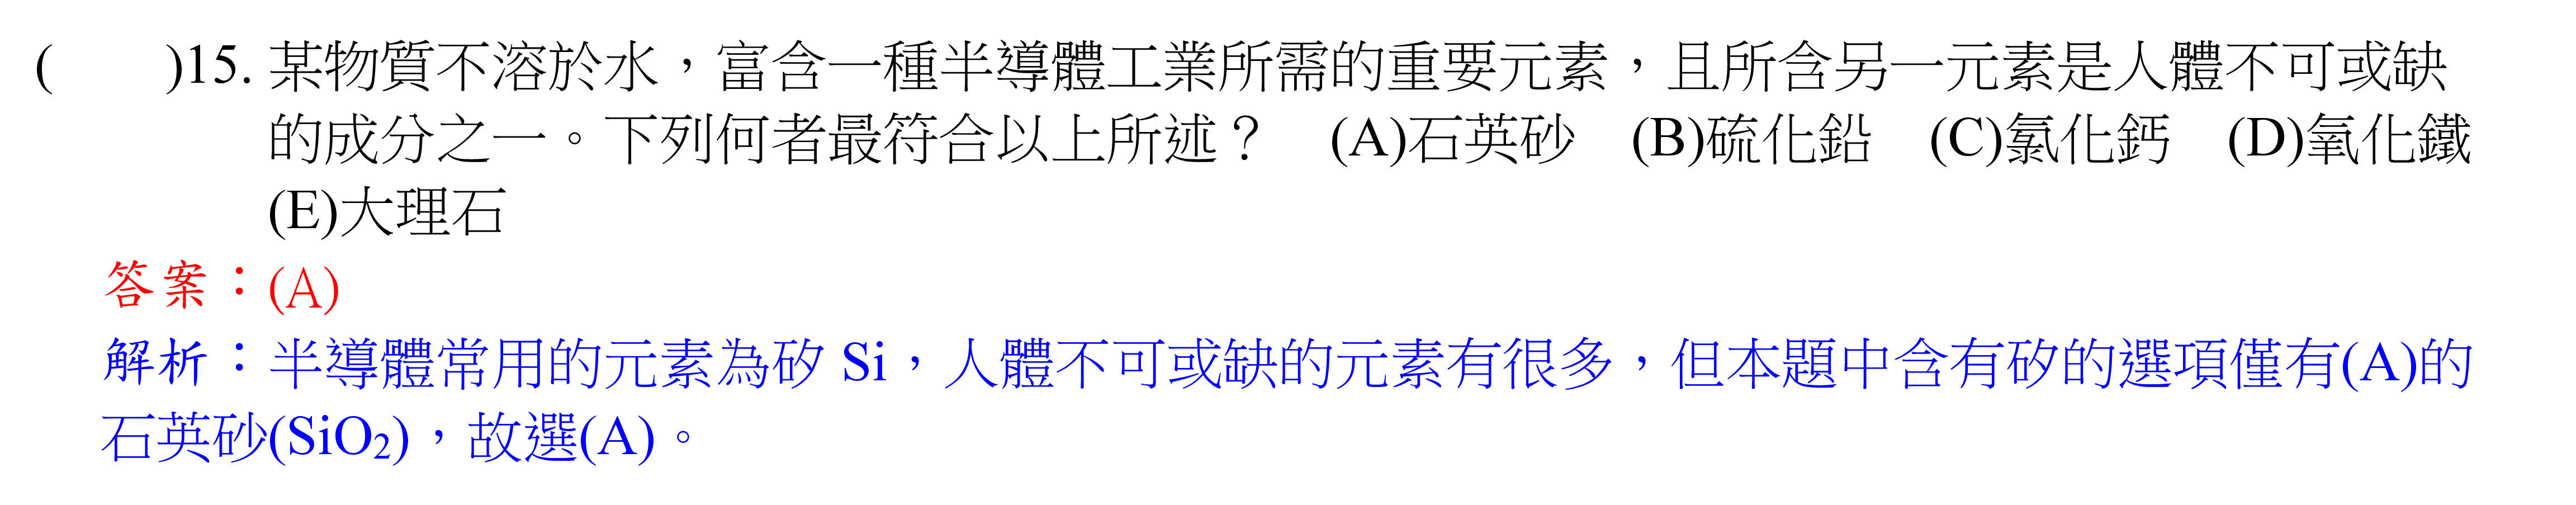 (　　)15. 某物質不溶於水，富含一種半導體工業所需的重要元素，且所含另一元素是人體不可或缺
的成分之一。下列何者最符合以上所述？　(A)石英砂　(B)硫化鉛　(C)氯化鈣　(D)氧化鐵
(E)大理石
答案：(A)
解析：半導體常用的元素為矽 Si，人體不可或缺的元素有很多，但本題中含有矽的選項僅有(A)的
石英砂(SiO₂)，故選(A)。